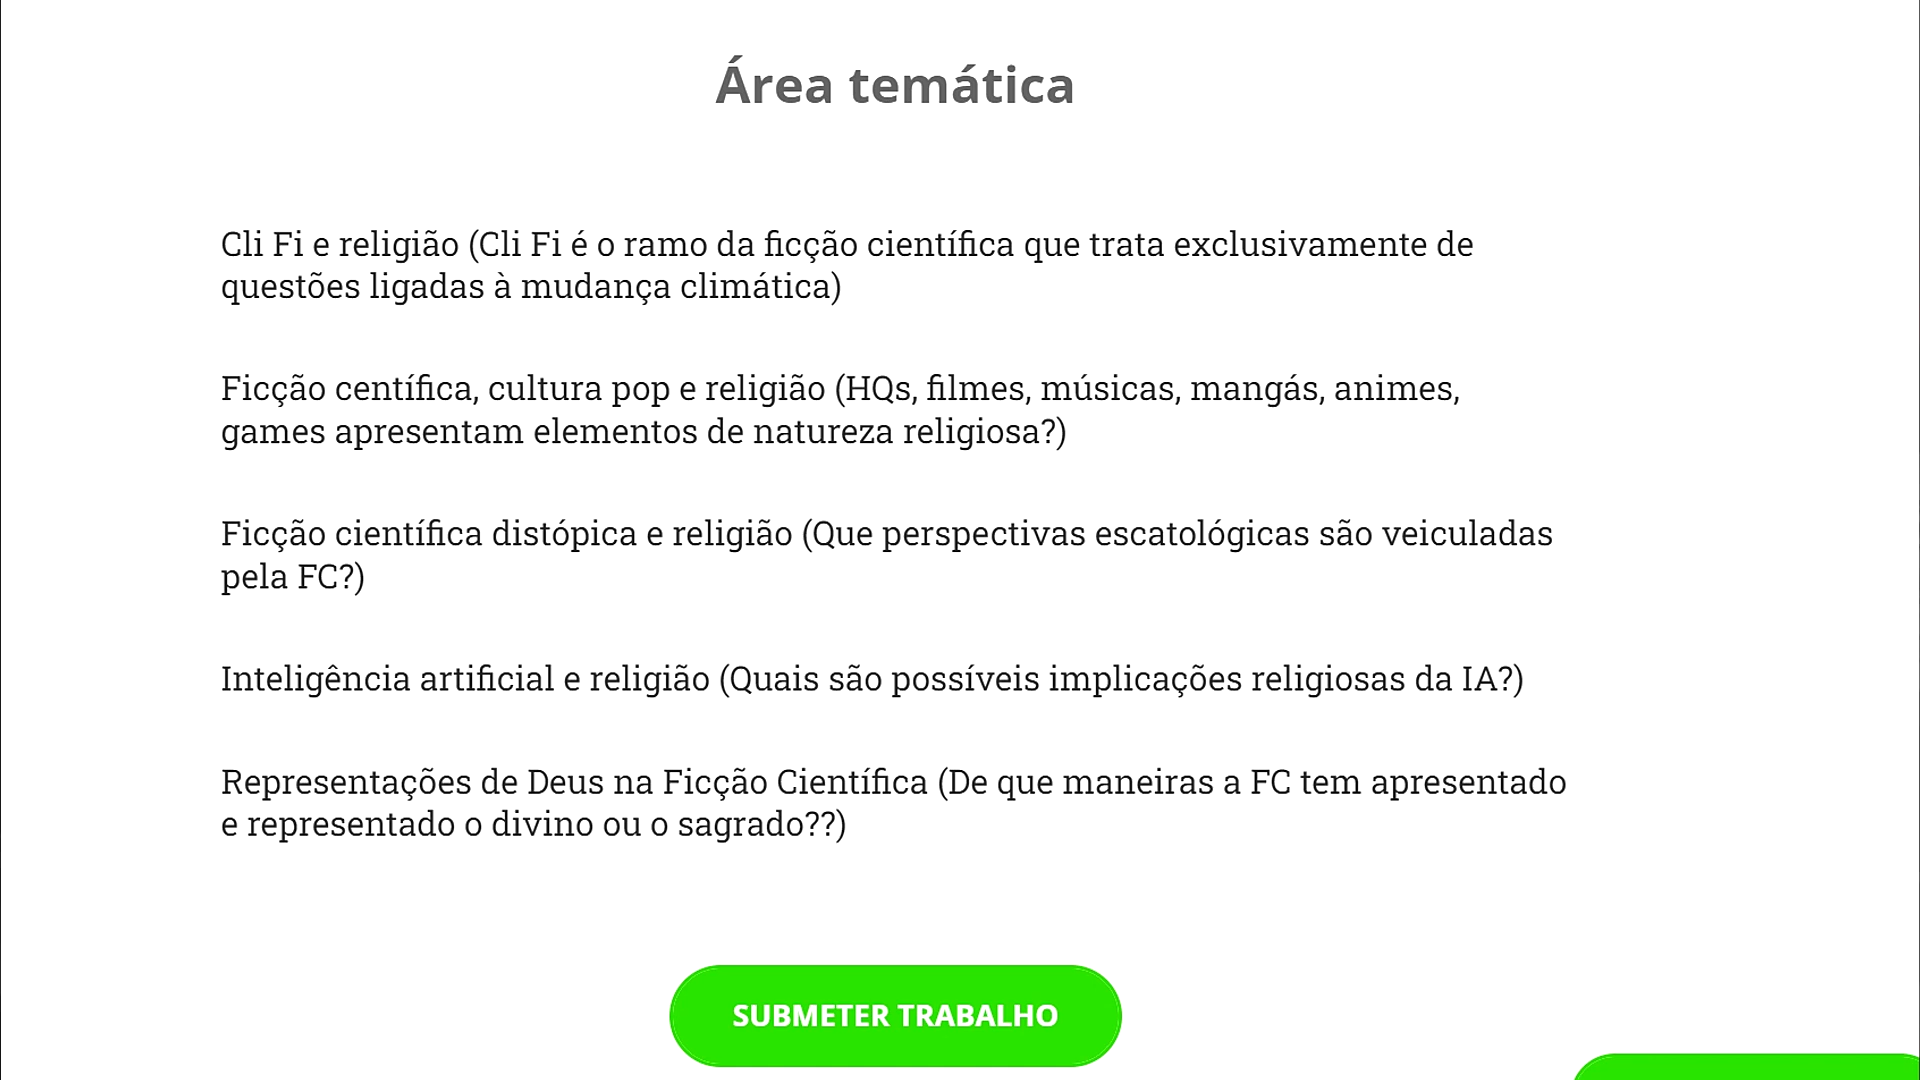 Área temática
Cli Fi e religião (Cli Fi é o ramo da ficção científica que trata exclusivamente de
questões ligadas à mudança climática)
Ficção centífica, cultura pop e religião (HQs, filmes, músicas, mangás, animes,
games apresentam elementos de natureza religiosa?)
Ficção científica distópica e religião (Que perspectivas escatológicas são veiculadas
pela FC?)
Inteligência artificial e religião (Quais são possíveis implicações religiosas da IA?)
Representações de Deus na Ficção Científica (De que maneiras a FC tem apresentado
e representado o divino ou o sagrado??)
SUBMETER TRABALHO